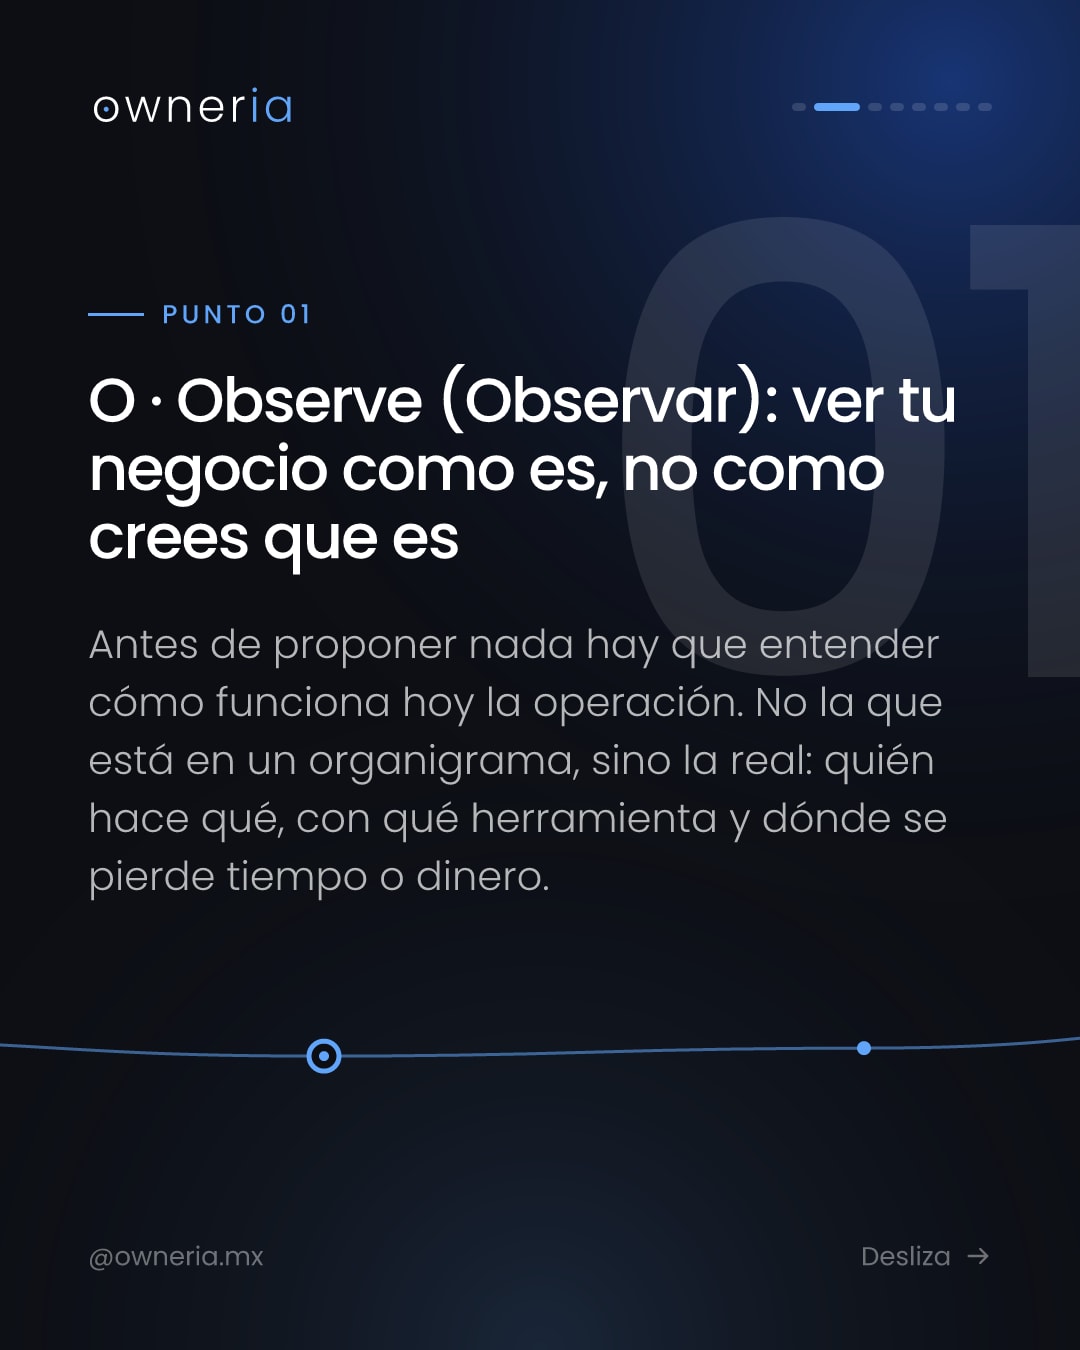 owneria
01
PUNTO 01
O · Observe (Observar): ver tu
negocio como es, no como
crees que es
Antes de proponer nada hay que entender
cómo funciona hoy la operación. No la que
está en un organigrama, sino la real: quién
hace qué, con qué herramienta y dónde se
pierde tiempo o dinero.
@owneria.mx
Desliza →